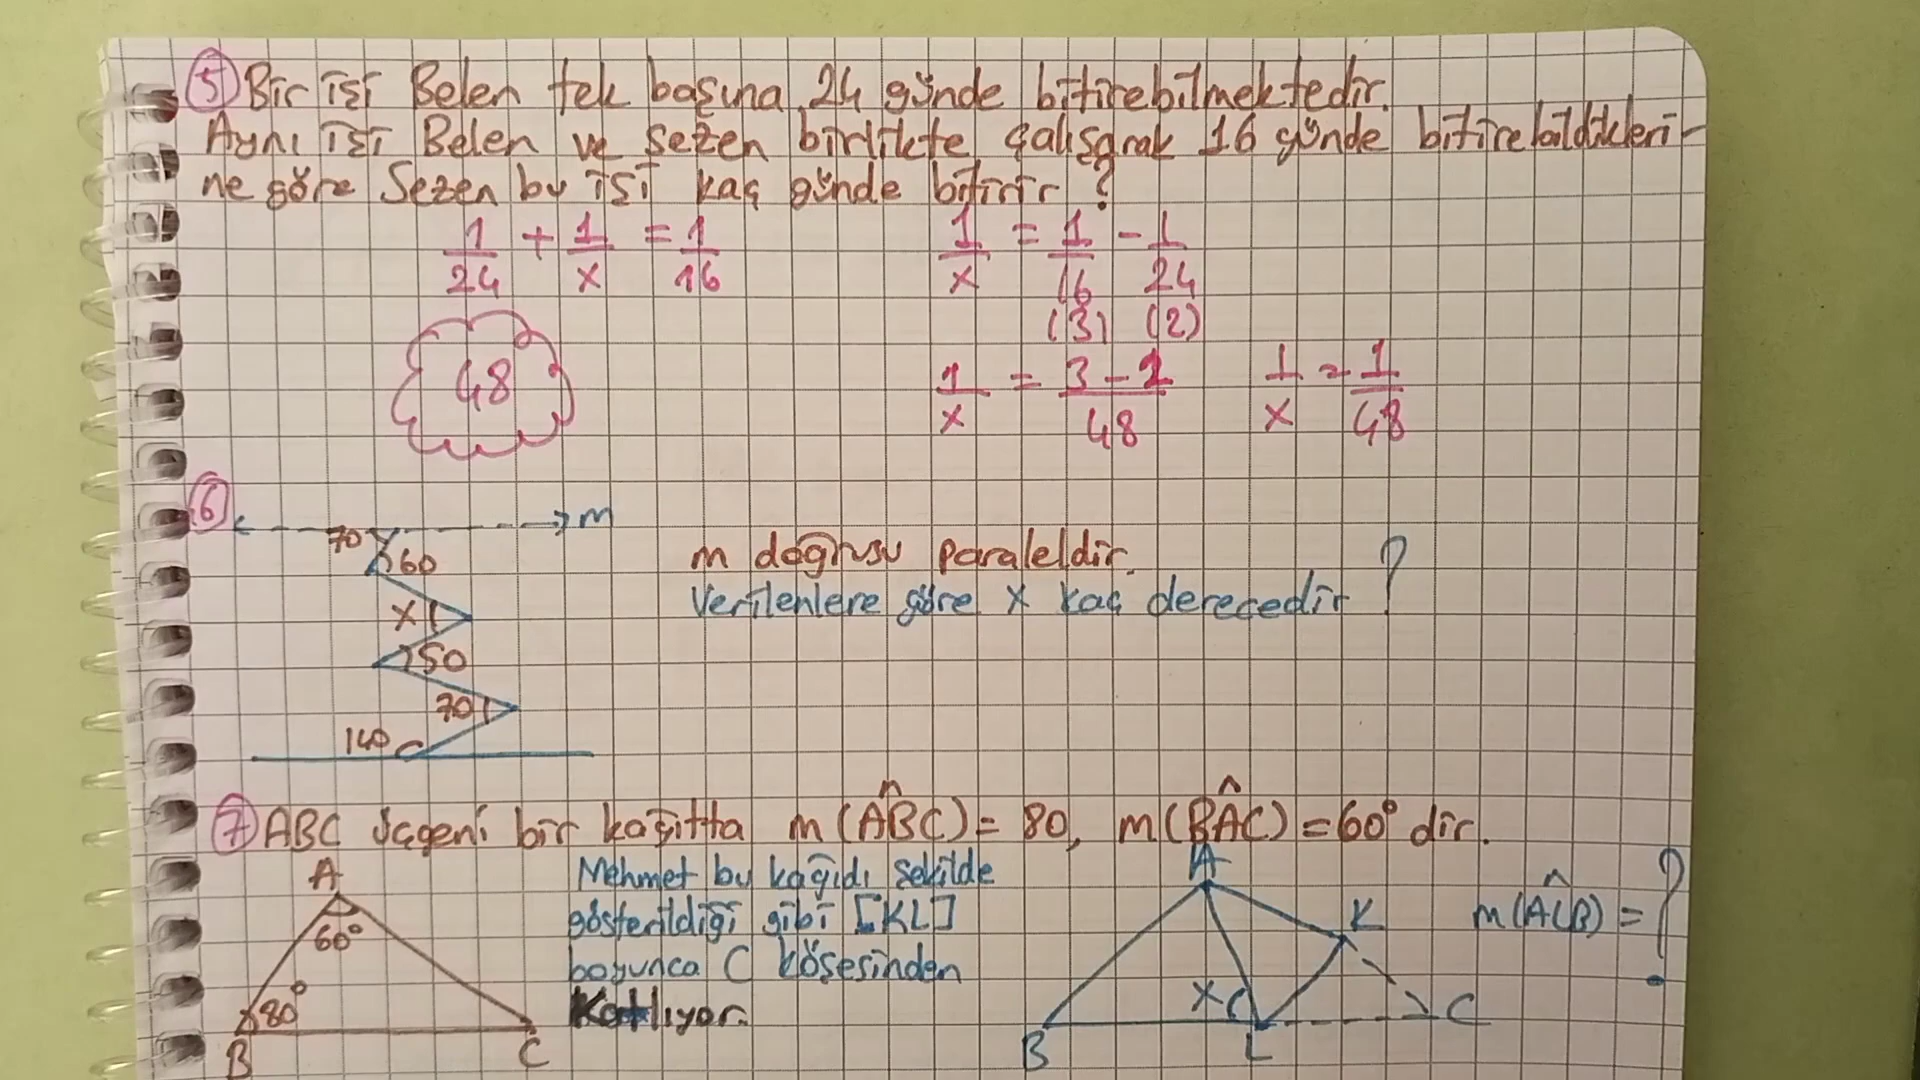 5 Bir işi Belen tek başına 24 günde bitirebilmektedir.
Aynı işi Belen ve Sezen birlikte çalışarak 16 günde bitirebildikleri-
ne göre Sezen bu işi kaç günde bitirir?
1/24 + 1/x = 1/16
1/x = 1/16 - 1/24
(3) (2)
48
1/x = 3-2/48
1/x = 1/48
6
m
70
60
x
50
70
140
m doğrusu paraleldir.
Verilenlere göre x kaç derecedir?
7 ABC üçgeni bir kağıtta m(ABC) = 80, m(BAC) = 60° dir.
A
60°
80°
B
C
Mehmet bu kağıdı şekilde
gösterildiği gibi [KL]
boyunca C köşesinden
Katlıyor.
A
K
x
B
L
C
m(ALB) = ?